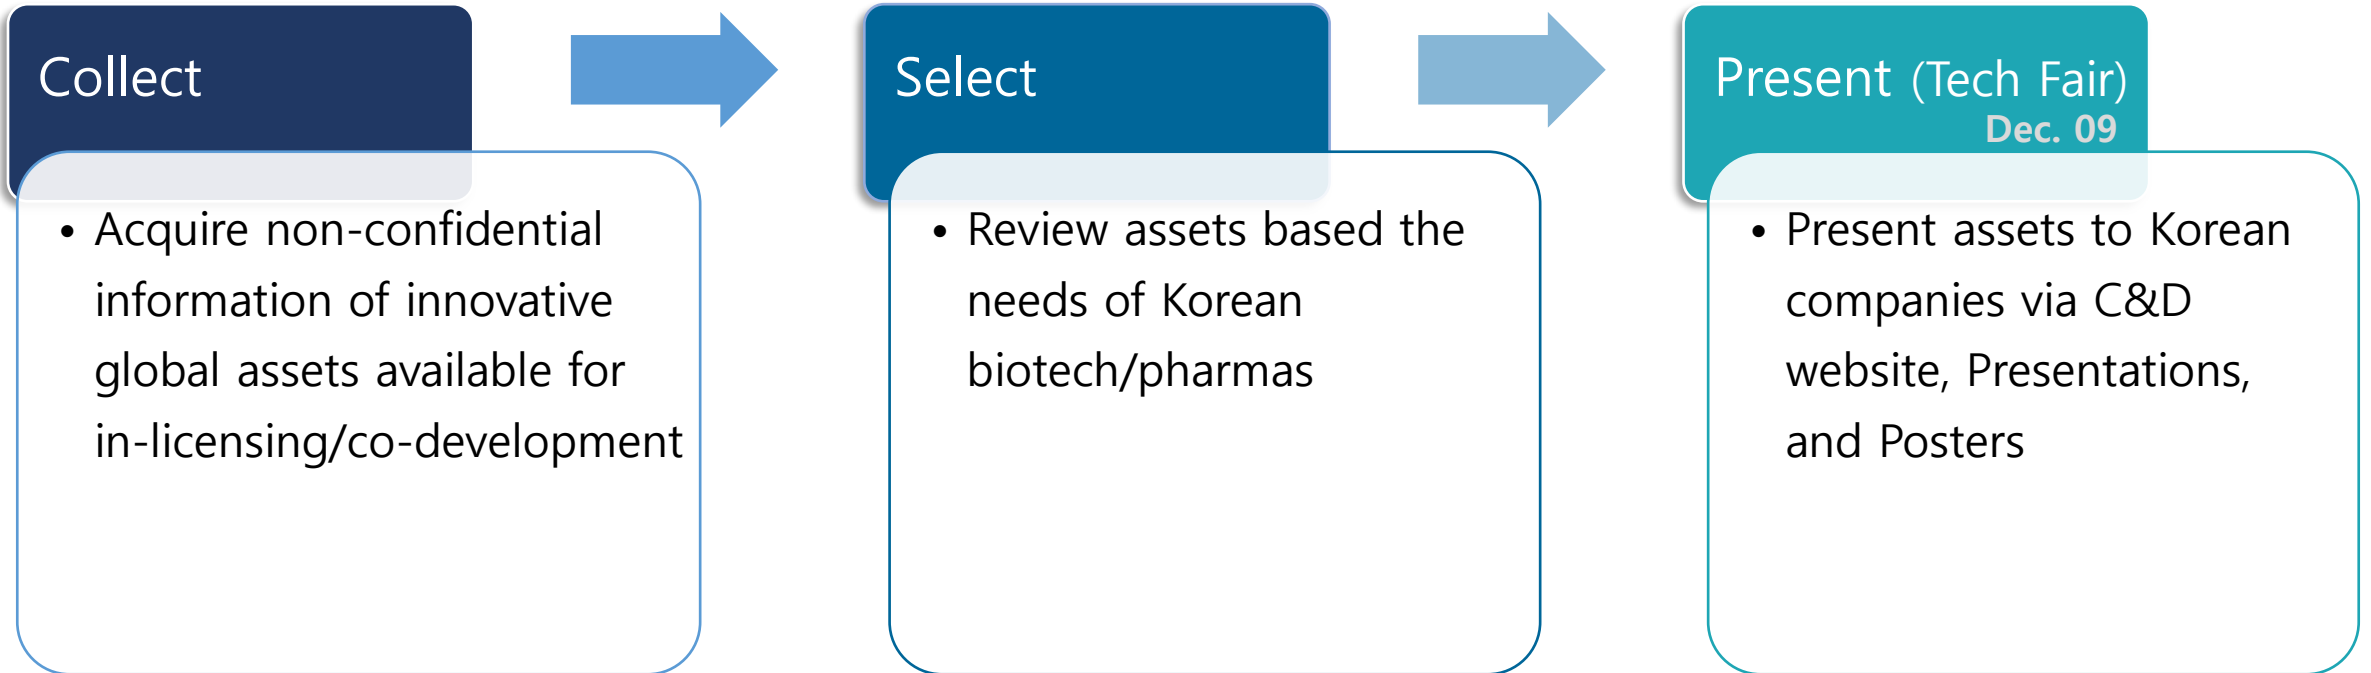 Collect
• Acquire non-confidential
information of innovative
global assets available for
in-licensing/co-development
Select
• Review assets based the
needs of Korean
biotech/pharmas
Present (Tech Fair)
Dec. 09
• Present assets to Korean
companies via C&D
website, Presentations,
and Posters